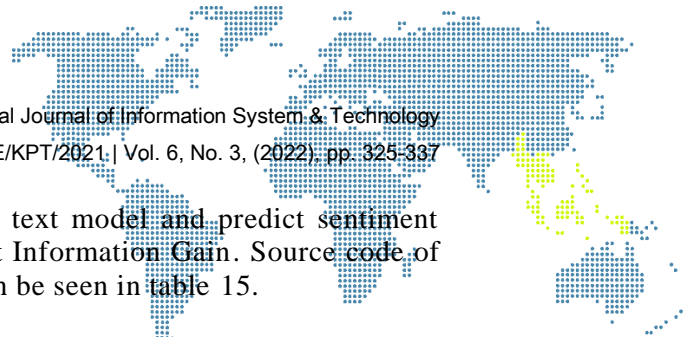 al Journal of Information System & Technology
E/KPT/2021 | Vol. 6, No. 3, (2022), pp. 325-337
text model and predict sentiment
t Information Gain. Source code of
n be seen in table 15.